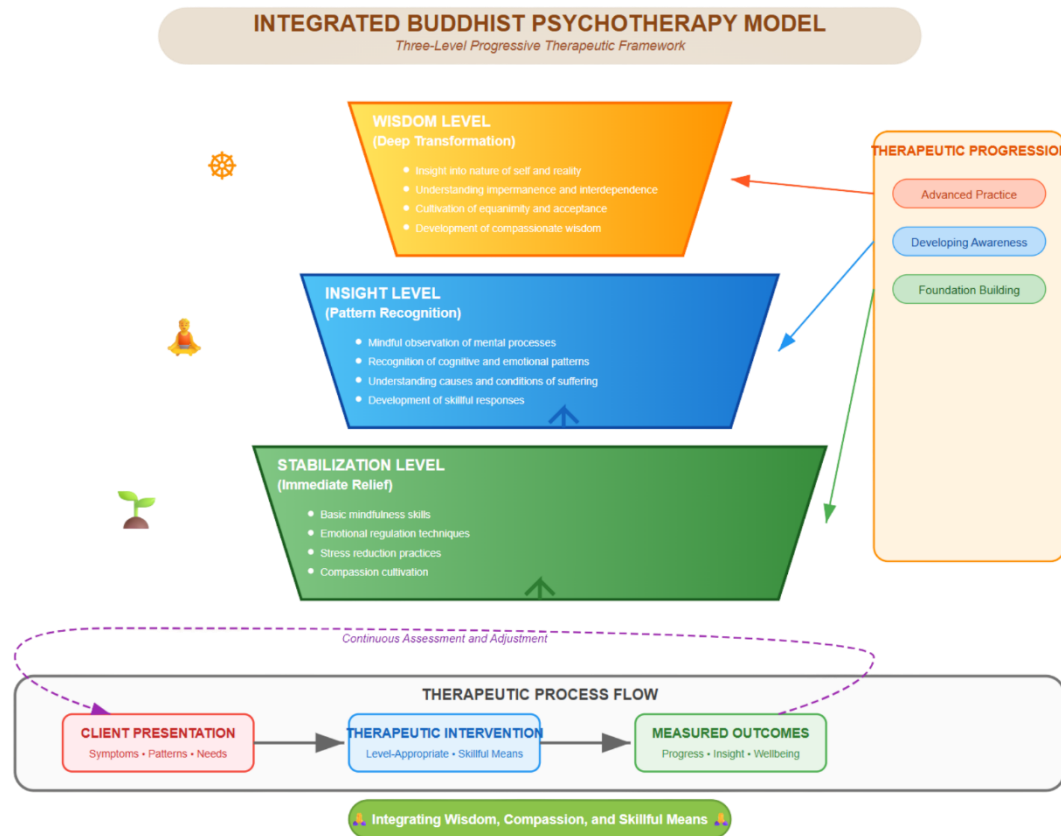 INTEGRATED BUDDHIST PSYCHOTHERAPY MODEL
Three-Level Progressive Therapeutic Framework
WISDOM LEVEL
(Deep Transformation)
• Insight into nature of self and reality
• Understanding impermanence and interdependence
• Cultivation of equanimity and acceptance
• Development of compassionate wisdom
INSIGHT LEVEL
(Pattern Recognition)
• Mindful observation of mental processes
• Recognition of cognitive and emotional patterns
• Understanding causes and conditions of suffering
• Development of skillful responses
STABILIZATION LEVEL
(Immediate Relief)
• Basic mindfulness skills
• Emotional regulation techniques
• Stress reduction practices
• Compassion cultivation
THERAPEUTIC PROGRESSION
Advanced Practice
Developing Awareness
Foundation Building
Continuous Assessment and Adjustment
THERAPEUTIC PROCESS FLOW
CLIENT PRESENTATION
Symptoms • Patterns • Needs
THERAPEUTIC INTERVENTION
Level-Appropriate • Skillful Means
MEASURED OUTCOMES
Progress • Insight • Wellbeing
Integrating Wisdom, Compassion, and Skillful Means